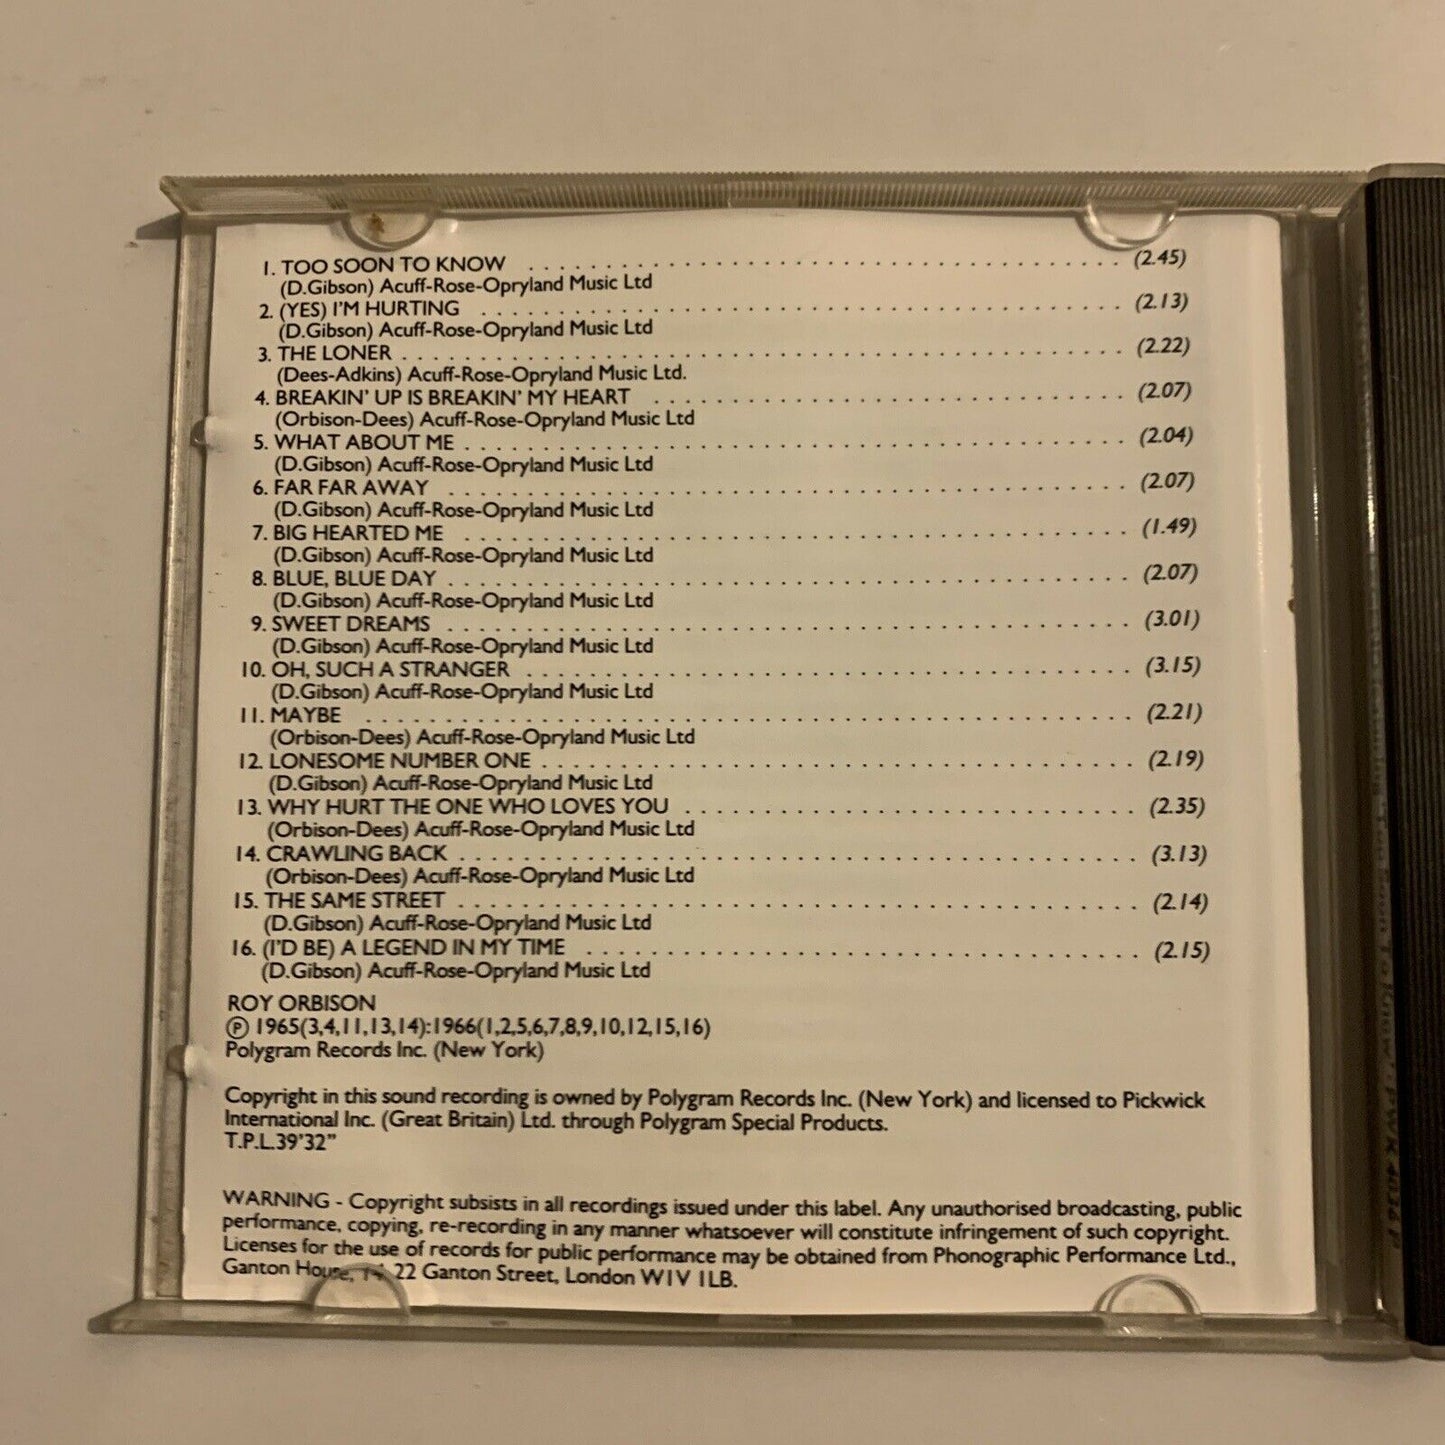 1. TOO SOON TO KNOW . . . . . . . . . . . . . . . . . . . . . . . . . . . . . . . . . . . . . . . (2.45)
(D.Gibson) Acuff-Rose-Opryland Music Ltd
2. (YES) I'M HURTING . . . . . . . . . . . . . . . . . . . . . . . . . . . . . . . . . . . . . . . (2.13)
(D.Gibson) Acuff-Rose-Opryland Music Ltd
3. THE LONER . . . . . . . . . . . . . . . . . . . . . . . . . . . . . . . . . . . . . . . (2.22)
(Dees-Adkins) Acuff-Rose-Opryland Music Ltd.
4. BREAKIN' UP IS BREAKIN' MY HEART . . . . . . . . . . . . . . . . . . . . . . . . . . . . . . (2.07)
(Orbison-Dees) Acuff-Rose-Opryland Music Ltd
5. WHAT ABOUT ME . . . . . . . . . . . . . . . . . . . . . . . . . . . . . . . . . . . . . . . (2.04)
(D.Gibson) Acuff-Rose-Opryland Music Ltd
6. FAR FAR AWAY . . . . . . . . . . . . . . . . . . . . . . . . . . . . . . . . . . . . . . . (2.07)
(D.Gibson) Acuff-Rose-Opryland Music Ltd
7. BIG HEARTED ME . . . . . . . . . . . . . . . . . . . . . . . . . . . . . . . . . . . . . . . (1.49)
(D.Gibson) Acuff-Rose-Opryland Music Ltd
8. BLUE, BLUE DAY . . . . . . . . . . . . . . . . . . . . . . . . . . . . . . . . . . . . . . . (2.07)
(D.Gibson) Acuff-Rose-Opryland Music Ltd
9. SWEET DREAMS . . . . . . . . . . . . . . . . . . . . . . . . . . . . . . . . . . . . . . . (3.01)
(D.Gibson) Acuff-Rose-Opryland Music Ltd
10. OH, SUCH A STRANGER . . . . . . . . . . . . . . . . . . . . . . . . . . . . . . . . . . . . . . (3.15)
(D.Gibson) Acuff-Rose-Opryland Music Ltd
11. MAYBE . . . . . . . . . . . . . . . . . . . . . . . . . . . . . . . . . . . . . . . (2.21)
(Orbison-Dees) Acuff-Rose-Opryland Music Ltd
12. LONESOME NUMBER ONE . . . . . . . . . . . . . . . . . . . . . . . . . . . . . . . . . . . . . (2.19)
(D.Gibson) Acuff-Rose-Opryland Music Ltd
13. WHY HURT THE ONE WHO LOVES YOU . . . . . . . . . . . . . . . . . . . . . . . . . . . . . (2.35)
(Orbison-Dees) Acuff-Rose-Opryland Music Ltd
14. CRAWLING BACK . . . . . . . . . . . . . . . . . . . . . . . . . . . . . . . . . . . . . . . (3.13)
(Orbison-Dees) Acuff-Rose-Opryland Music Ltd
15. THE SAME STREET . . . . . . . . . . . . . . . . . . . . . . . . . . . . . . . . . . . . . . . (2.14)
(D.Gibson) Acuff-Rose-Opryland Music Ltd
16. (I'D BE) A LEGEND IN MY TIME . . . . . . . . . . . . . . . . . . . . . . . . . . . . . . . . . (2.15)
(D.Gibson) Acuff-Rose-Opryland Music Ltd
ROY ORBISON
Ⓟ 1965(3,4,11,13,14):1966(1,2,5,6,7,8,9,10,12,15,16)
Polygram Records Inc. (New York)
Copyright in this sound recording is owned by Polygram Records Inc. (New York) and licensed to Pickwick
International Inc. (Great Britain) Ltd. through Polygram Special Products.
T.P.L.39'32"
WARNING - Copyright subsists in all recordings issued under this label. Any unauthorised broadcasting, public
performance, copying, re-recording in any manner whatsoever will constitute infringement of such copyright.
Licenses for the use of records for public performance may be obtained from Phonographic Performance Ltd.,
Ganton House, 14, 22 Ganton Street, London W1V 1LB.